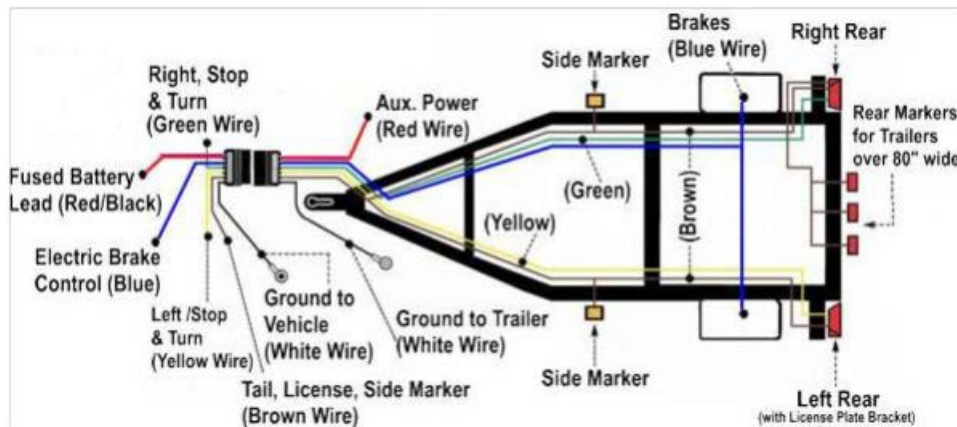 Right, Stop
& Turn
(Green Wire)
Fused Battery
Lead (Red/Black)
Electric Brake
Control (Blue)
Left /Stop
& Turn
(Yellow Wire)
Tail, License, Side Marker
(Brown Wire)
Ground to
Vehicle
(White Wire)
Ground to Trailer
(White Wire)
Aux. Power
(Red Wire)
Side Marker
Brakes
(Blue Wire)
Right Rear
Rear Markers
for Trailers
over 80" wide
(Green)
(Yellow)
(Brown)
Side Marker
Left Rear
(with License Plate Bracket)